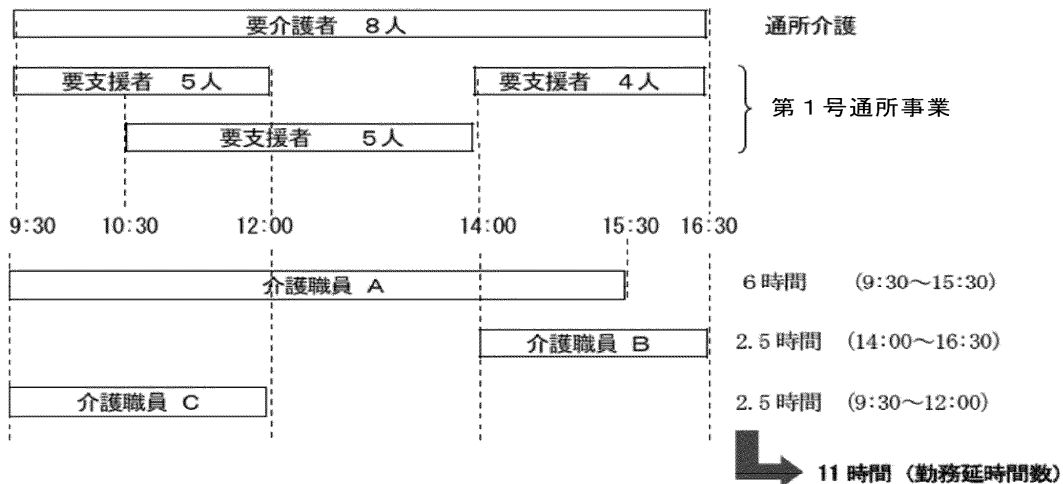 要介護者 8人 通所介護
要支援者 5人 要支援者 4人
第1号通所事業
要支援者 5人
9:30 10:30 12:00 14:00 15:30 16:30
介護職員 A 6時間 (9:30～15:30)
介護職員 B 2.5時間 (14:00～16:30)
介護職員 C 2.5時間 (9:30～12:00)
11時間 (勤務延時間数)